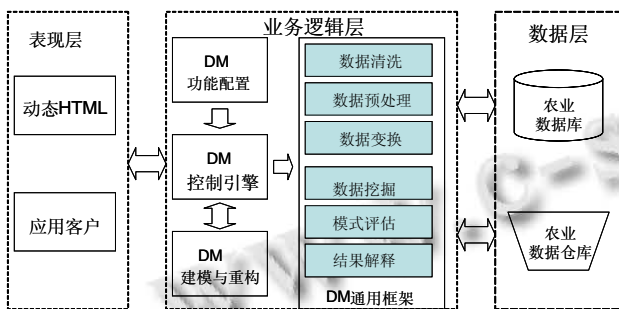 表现层
动态HTML
应用客户
业务逻辑层
DM
功能配置
DM
控制引擎
DM
建模与重构
数据清洗
数据预处理
数据变换
数据挖掘
模式评估
结果解释
DM通用框架
数据层
农业
数据库
农业
数据仓库